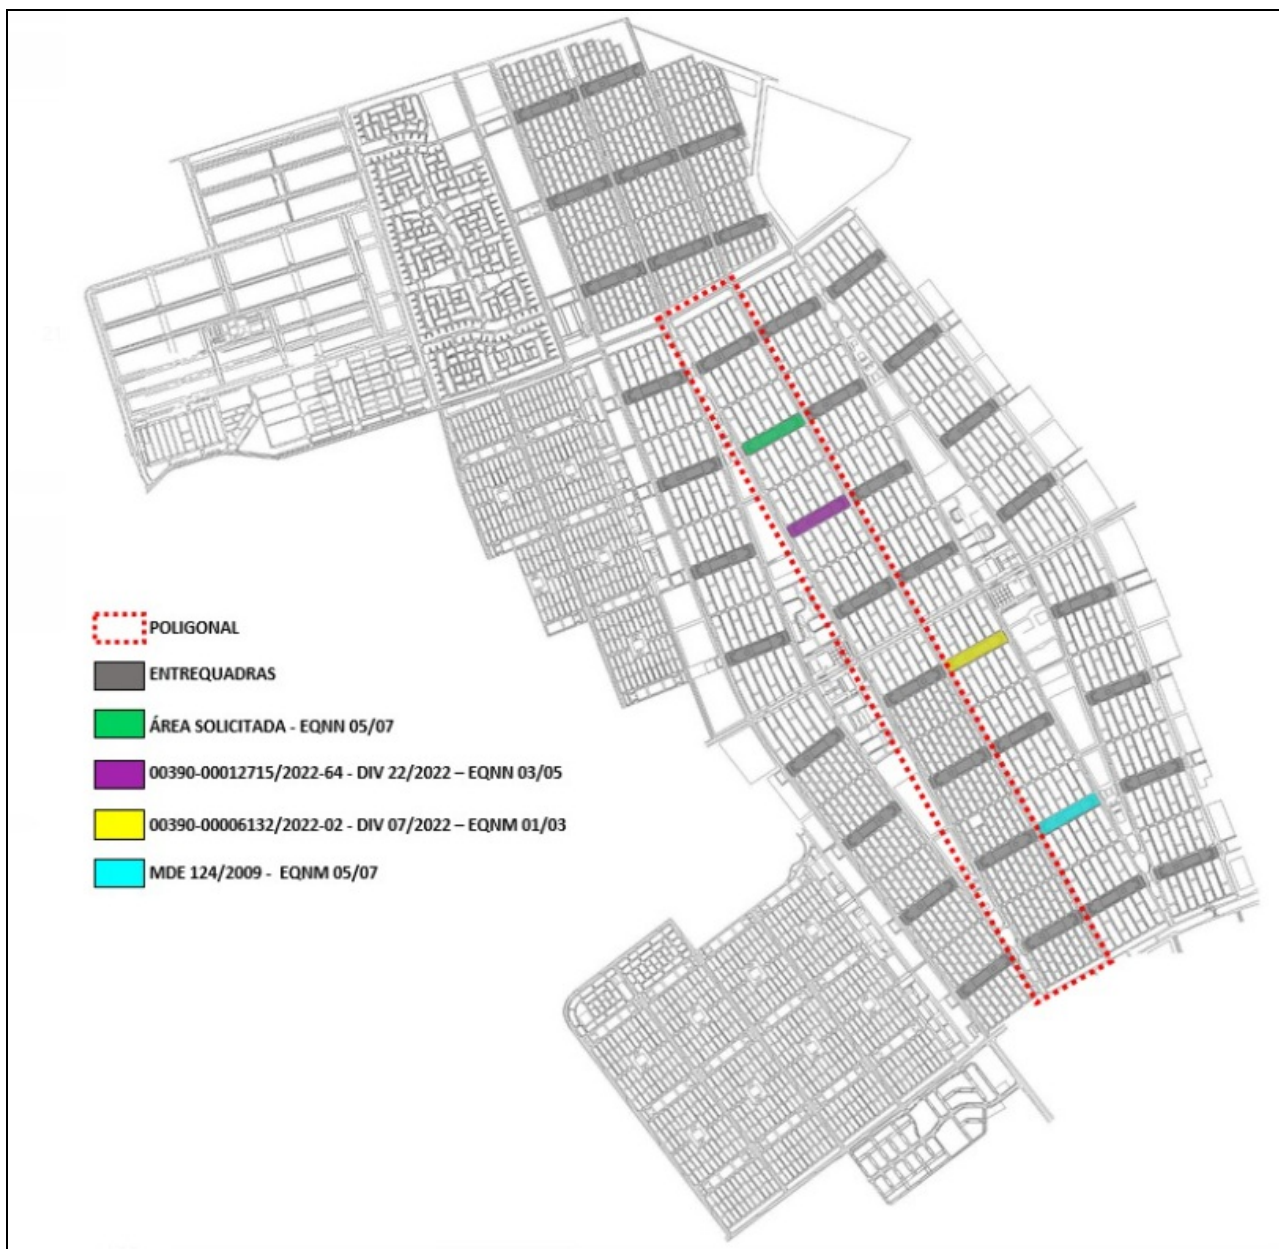 POLIGONAL
ENTREQUADRAS
ÁREA SOLICITADA - EQNN 05/07
00390-00012715/2022-64 - DIV 22/2022 – EQNN 03/05
00390-00006132/2022-02 - DIV 07/2022 – EQNM 01/03
MDE 124/2009 - EQNM 05/07